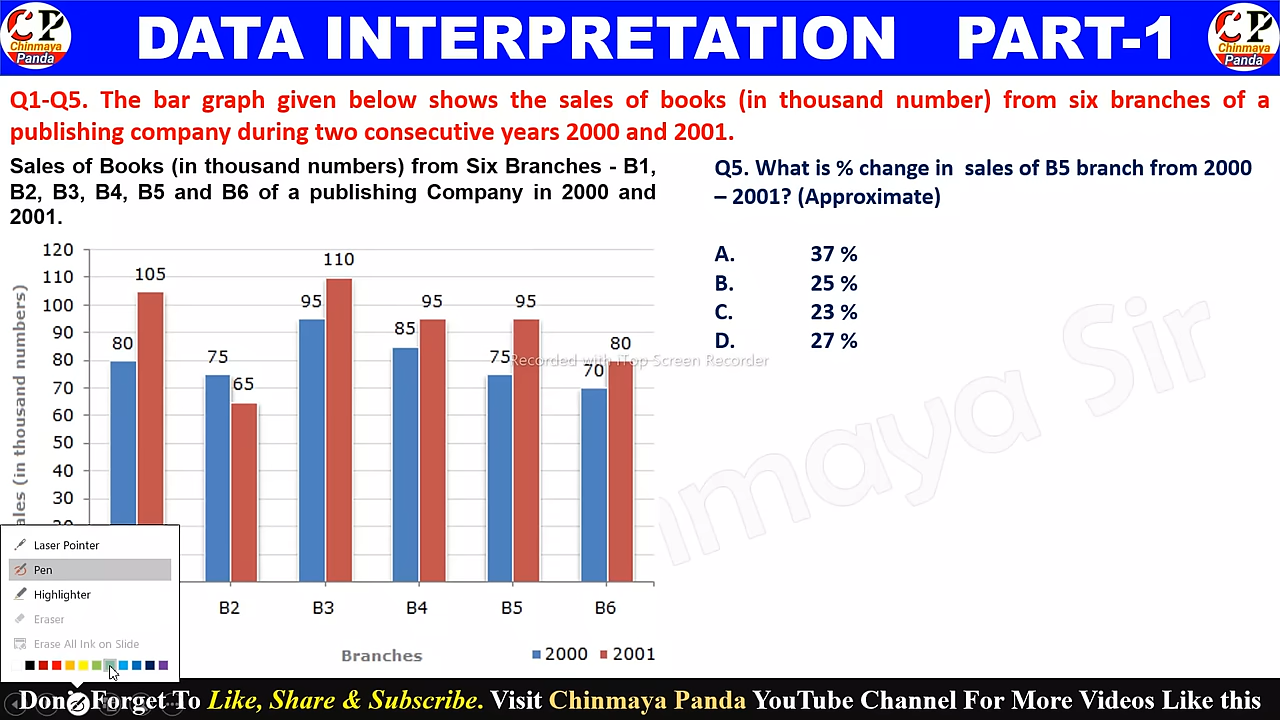 CP
Chinmaya
Panda
DATA INTERPRETATION PART-1
CP
Chinmaya
Panda
Q1-Q5. The bar graph given below shows the sales of books (in thousand number) from six branches of a
publishing company during two consecutive years 2000 and 2001.
Sales of Books (in thousand numbers) from Six Branches - B1,
B2, B3, B4, B5 and B6 of a publishing Company in 2000 and
2001.
Q5. What is % change in sales of B5 branch from 2000
– 2001? (Approximate)
A. 37 %
B. 25 %
C. 23 %
D. 27 %
ales (in thousand numbers)
120
110
100
90
80
70
60
50
40
30
80
105
75
65
95
110
85
95
75
95
70
80
Recorded with iTop Screen Recorder
nmaya Sir
B2
B3
B4
B5
B6
Branches
2000
2001
Laser Pointer
Pen
Highlighter
Eraser
Erase All Ink on Slide
Don Forget To Like, Share & Subscribe. Visit Chinmaya Panda YouTube Channel For More Videos Like this